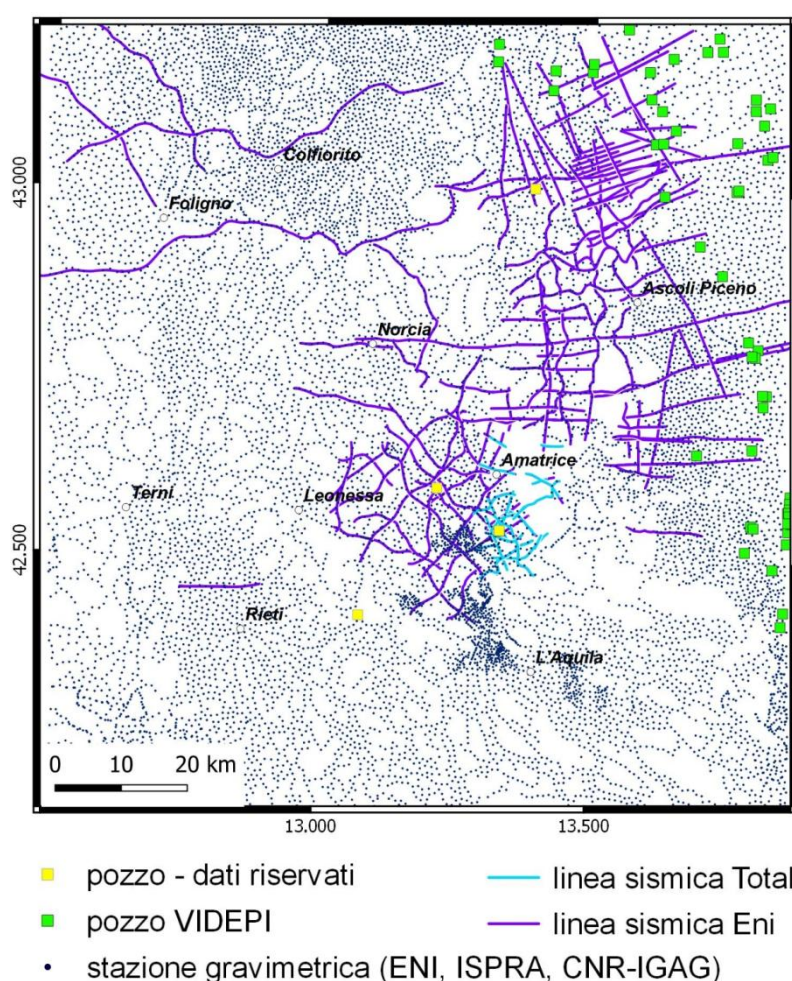 43.000
Colfiorito
Foligno
Ascoli Piceno
Norcia
Amatrice
Terni
Leonessa
42.500
Rieti
L'Aquila
0 10 20 km
13.000 13.500
pozzo - dati riservati
linea sismica Total
pozzo VIDEPI
linea sismica Eni
stazione gravimetrica (ENI, ISPRA, CNR-IGAG)